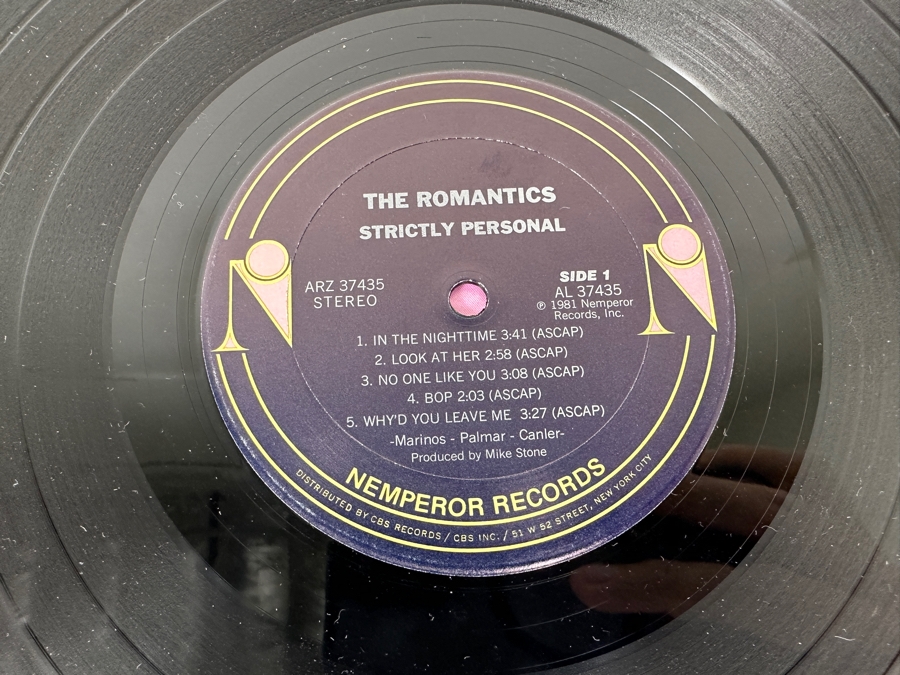 THE ROMANTICS
STRICTLY PERSONAL
ARZ 37435
STEREO
SIDE 1
AL 37435
℗ 1981 Nemperor
Records, Inc.
1. IN THE NIGHTTIME 3:41 (ASCAP)
2. LOOK AT HER 2:58 (ASCAP)
3. NO ONE LIKE YOU 3:08 (ASCAP)
4. BOP 2:03 (ASCAP)
5. WHY'D YOU LEAVE ME 3:27 (ASCAP)
-Marinos - Palmar - Canler-
Produced by Mike Stone
NEMPEROR RECORDS
DISTRIBUTED BY CBS RECORDS / CBS INC. / 51 W 52 STREET, NEW YORK CITY